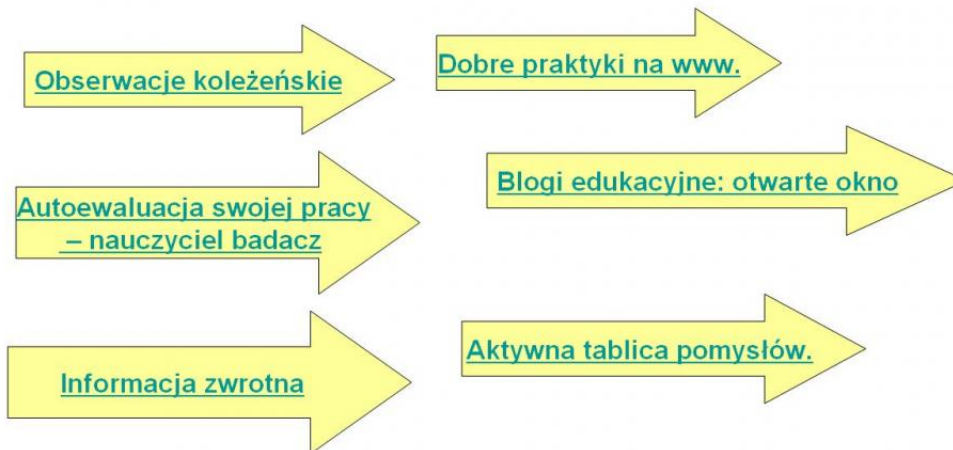 Obserwacje koleżeńskie
Dobre praktyki na www.
Autoewaluacja swojej pracy
– nauczyciel badacz
Blogi edukacyjne: otwarte okno
Informacja zwrotna
Aktywna tablica pomysłów.